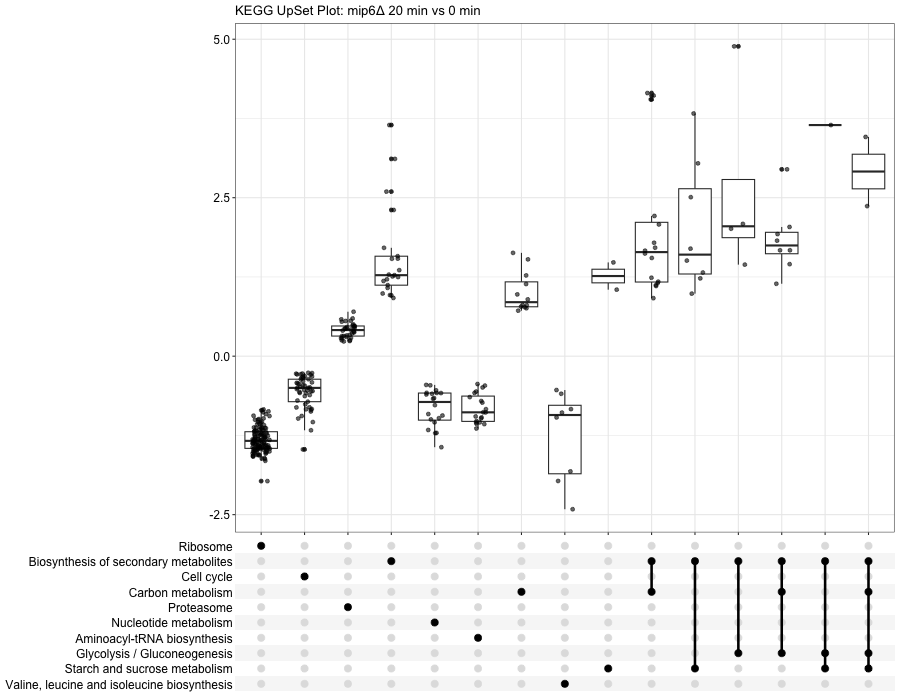 KEGG UpSet Plot: mip6Δ 20 min vs 0 min
5.0
2.5
0.0
-2.5
Ribosome
Biosynthesis of secondary metabolites
Cell cycle
Carbon metabolism
Proteasome
Nucleotide metabolism
Aminoacyl-tRNA biosynthesis
Glycolysis / Gluconeogenesis
Starch and sucrose metabolism
Valine, leucine and isoleucine biosynthesis